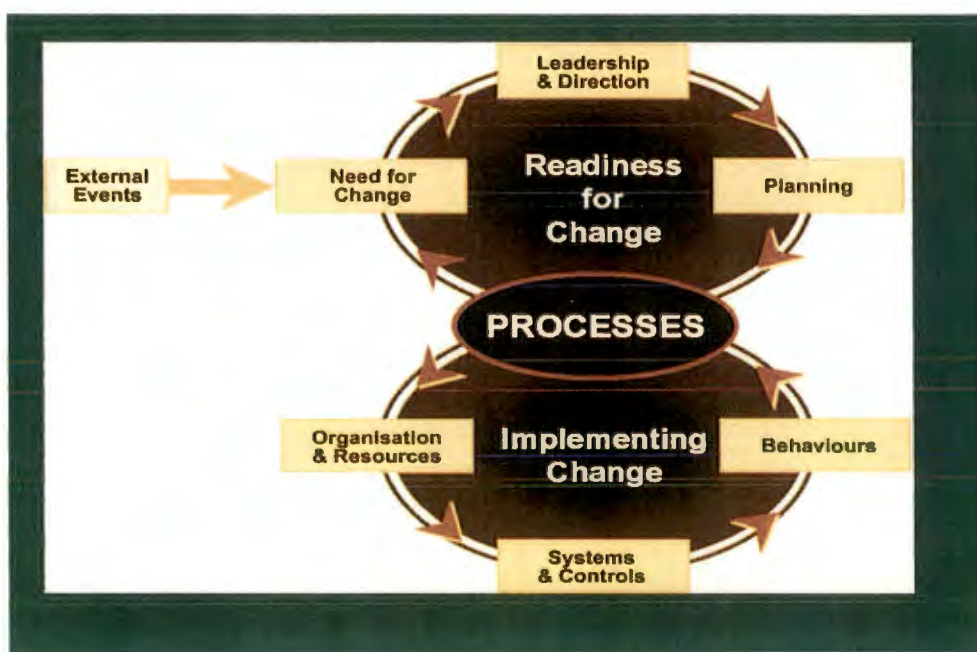 Leadership
& Direction
External
Events
Need for
Change
Readiness
for
Change
Planning
PROCESSES
Organisation
& Resources
Implementing
Change
Behaviours
Systems
& Controls